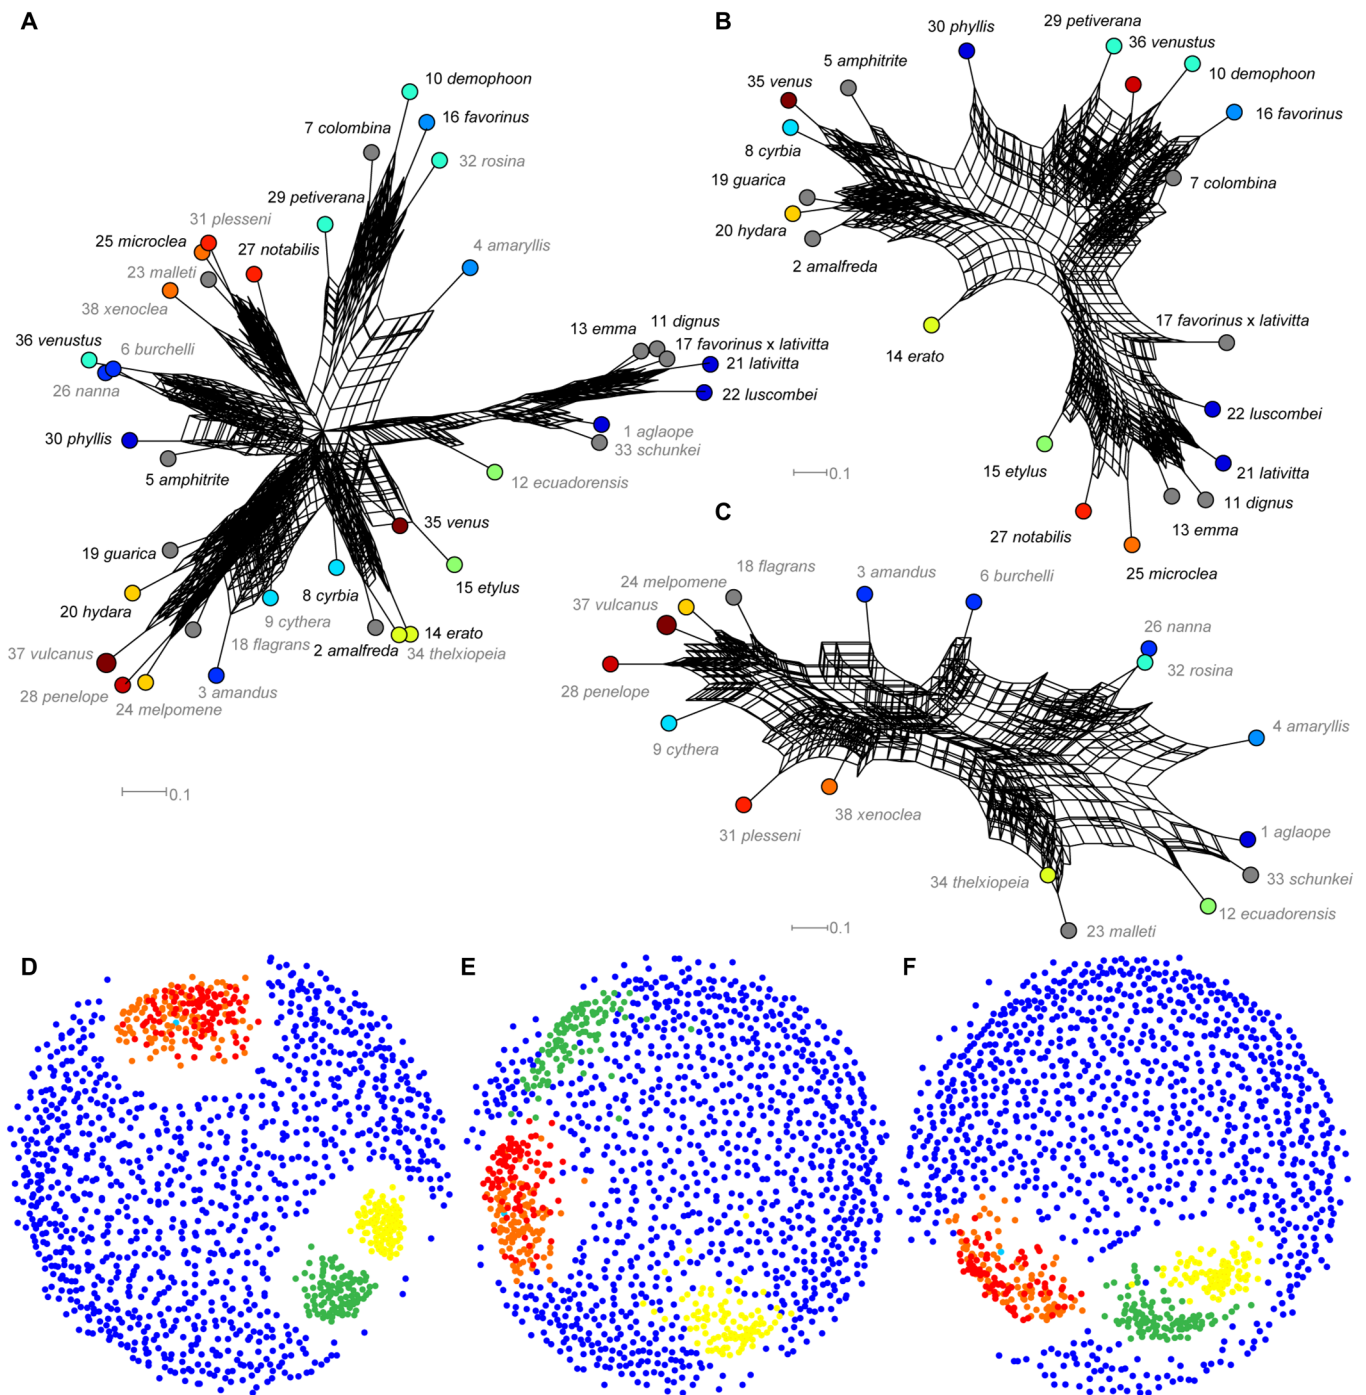 A
10 demophoon
16 favorinus
7 colombina
32 rosina
29 petiverana
31 plesseni
25 microclea
27 notabilis
4 amaryllis
23 malleti
38 xenoclea
13 emma
11 dignus
17 favorinus x lativitta
36 venustus
6 burchelli
21 lativitta
26 nanna
22 luscombei
30 phyllis
1 aglaope
33 schunkei
5 amphitrite
12 ecuadorensis
35 venus
19 guarica
15 etylus
20 hydara
8 cyrbia
9 cythera
14 erato
18 flagrans
2 amalfreda
34 thelxiopeia
37 vulcanus
28 penelope
3 amandus
24 melpomene
0.1
B
29 petiverana
30 phyllis
36 venustus
5 amphitrite
10 demophoon
35 venus
16 favorinus
8 cyrbia
19 guarica
7 colombina
20 hydara
2 amalfreda
17 favorinus x lativitta
14 erato
22 luscombei
15 etylus
21 lativitta
0.1
11 dignus
13 emma
27 notabilis
25 microclea
C
18 flagrans
3 amandus
6 burchelli
24 melpomene
37 vulcanus
26 nanna
32 rosina
28 penelope
4 amaryllis
9 cythera
38 xenoclea
31 plesseni
1 aglaope
33 schunkei
34 thelxiopeia
12 ecuadorensis
23 malleti
0.1
D
E
F